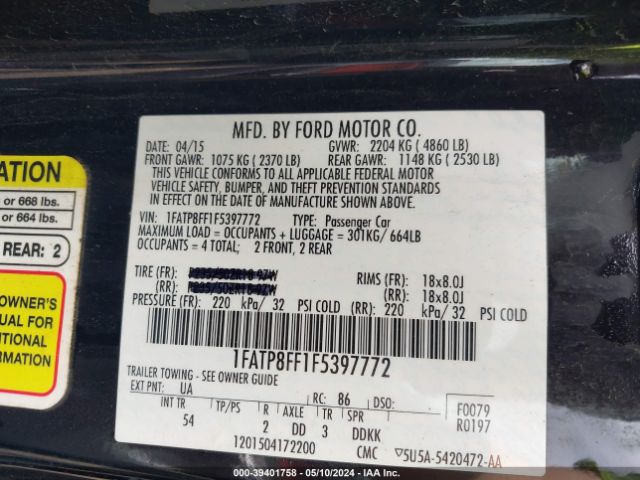 MFD. BY FORD MOTOR CO.
DATE: 04/15 GVWR: 2204 KG ( 4860 LB)
FRONT GAWR: 1075 KG ( 2370 LB) REAR GAWR: 1148 KG ( 2530 LB)
THIS VEHICLE CONFORMS TO ALL APPLICABLE FEDERAL MOTOR
VEHICLE SAFETY, BUMPER, AND THEFT PREVENTION STANDARDS
IN EFFECT ON THE DATE OF MANUFACTURE SHOWN ABOVE.
VIN: 1FATP8FF1F5397772 TYPE: Passenger Car
MAXIMUM LOAD = OCCUPANTS + LUGGAGE = 301KG/ 664LB
OCCUPANTS = 4 TOTAL; 2 FRONT, 2 REAR
TIRE (FR): RIMS (FR): 18x8.0J
(RR): (RR): 18x8.0J
PRESSURE (FR): 220 kPa/ 32 PSI COLD (RR): 220 kPa/ 32 PSI COLD
1FATP8FF1F5397772
TRAILER TOWING - SEE OWNER GUIDE
EXT PNT: UA RC: 86 DSO: F0079
INT TR TP/PS R AXLE TR SPR R0197
54 2 DD 3 DDKK
1201504172200 CMC ▽5U5A-5420472-AA
ATION
or 668 lbs.
or 664 lbs.
REAR: 2
OWNER'S
UAL FOR
ITIONAL
RMATION
STOCK #: 39401758 - 05/10/2024 - IAAI.COM